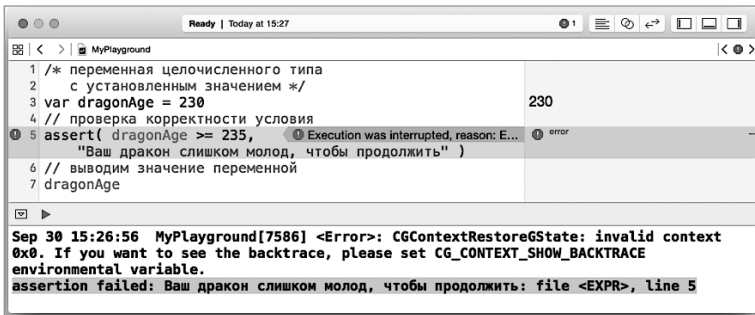 Ready | Today at 15:27
1
MyPlayground
1 /* переменная целочисленного типа
2 с установленным значением */
3 var dragonAge = 230
230
4 // проверка корректности условия
5 assert( dragonAge >= 235,
Execution was interrupted, reason: E...
error
"Ваш дракон слишком молод, чтобы продолжить" )
6 // выводим значение переменной
7 dragonAge
Sep 30 15:26:56 MyPlayground[7586] <Error>: CGContextRestoreGState: invalid context
0x0. If you want to see the backtrace, please set CG_CONTEXT_SHOW_BACKTRACE
environmental variable.
assertion failed: Ваш дракон слишком молод, чтобы продолжить: file <EXPR>, line 5